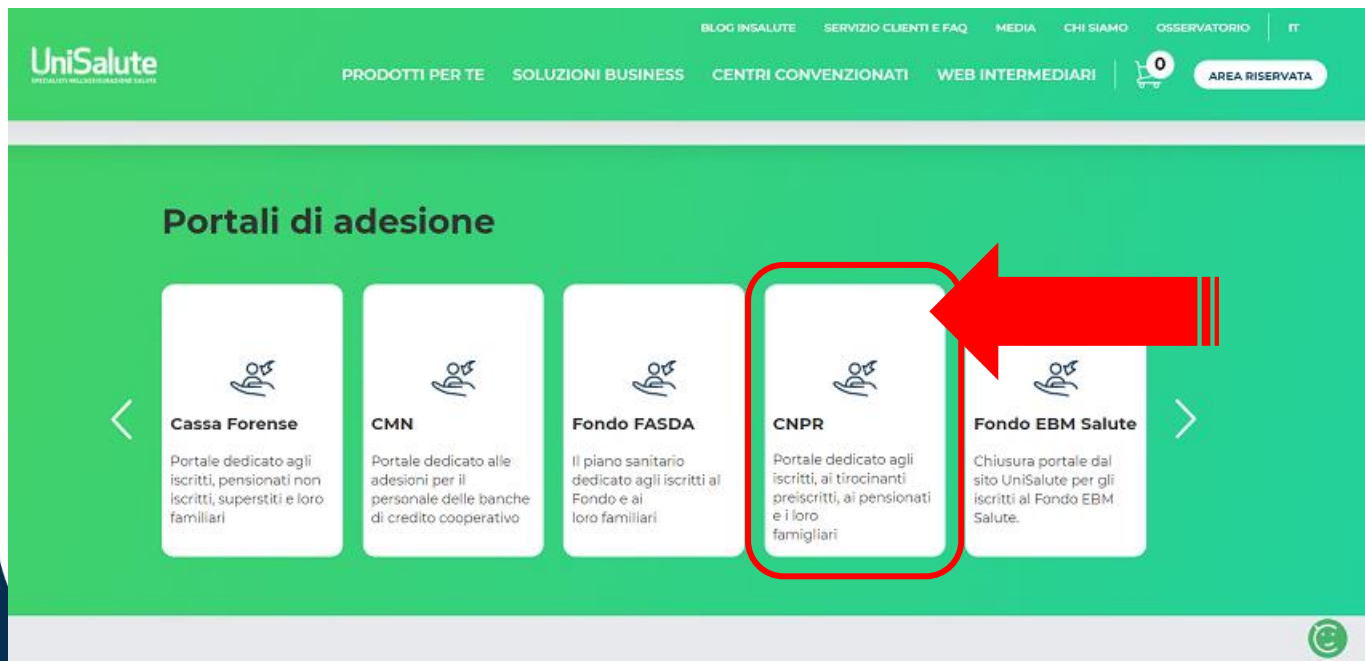 BLOG INSALUTE SERVIZIO CLIENTI E FAQ MEDIA CHI SIAMO OSSERVATORIO IT
UniSalute
SPECIALISTI NELL'ASSICURAZIONE SALUTE
PRODOTTI PER TE SOLUZIONI BUSINESS CENTRI CONVENZIONATI WEB INTERMEDIARI 0 AREA RISERVATA
Portali di adesione
Cassa Forense
Portale dedicato agli
iscritti, pensionati non
iscritti, superstiti e loro
familiari
CMN
Portale dedicato alle
adesioni per il
personale delle banche
di credito cooperativo
Fondo FASDA
Il piano sanitario
dedicato agli iscritti al
Fondo e ai
loro familiari
CNPR
Portale dedicato agli
iscritti, ai tirocinanti
preiscritti, ai pensionati
e i loro
famigliari
Fondo EBM Salute
Chiusura portale dal
sito UniSalute per gli
iscritti al Fondo EBM
Salute.